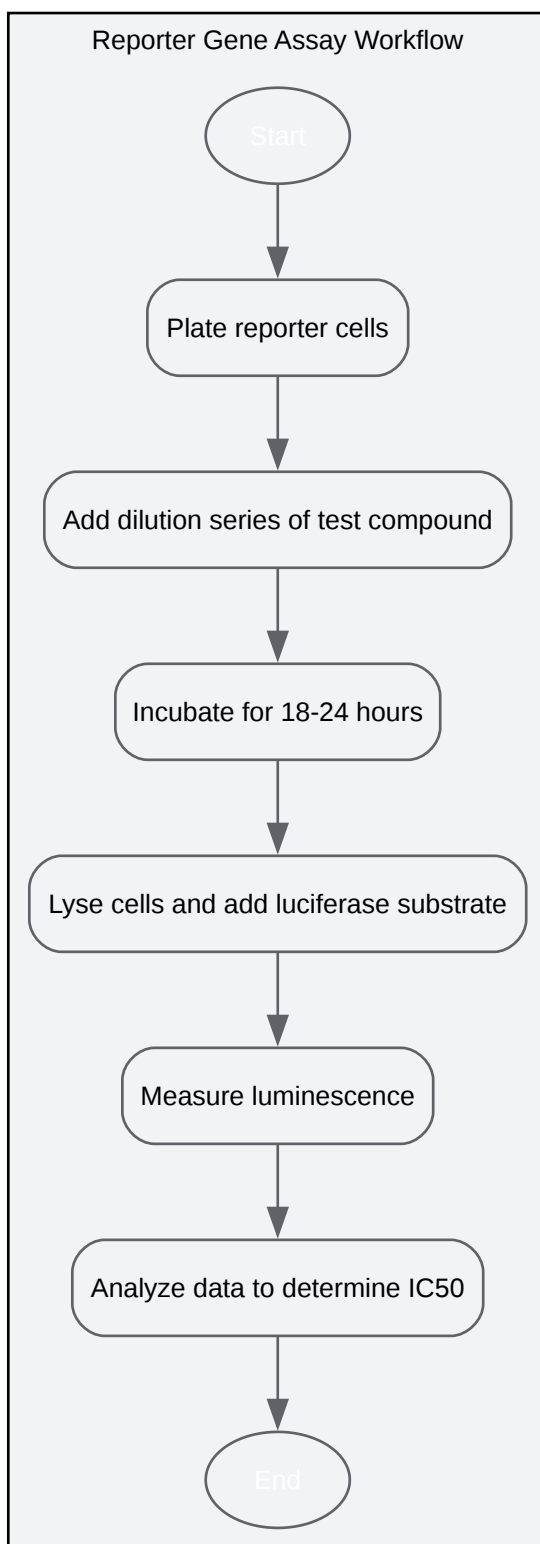 Reporter Gene Assay Workflow
Start
Plate reporter cells
Add dilution series of test compound
Incubate for 18-24 hours
Lyse cells and add luciferase substrate
Measure luminescence
Analyze data to determine IC50
End